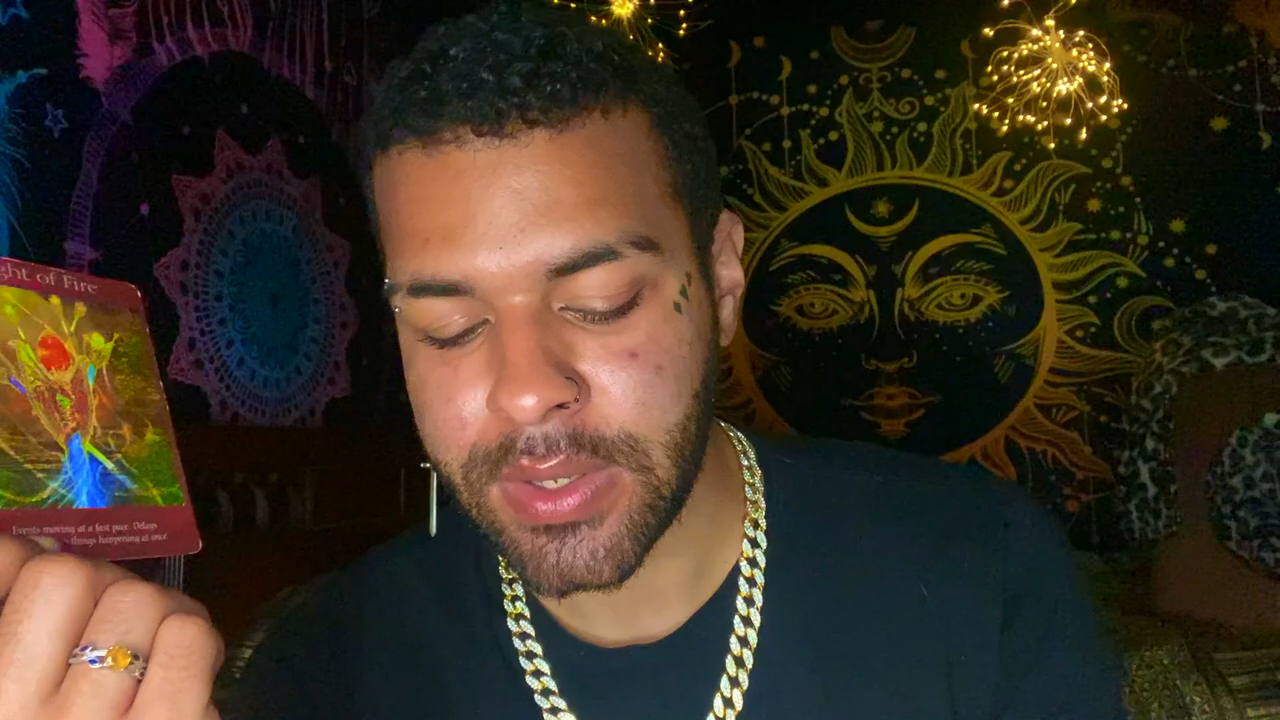 ght of Fire
Events moving at a fast pace. Delays
things happening at once